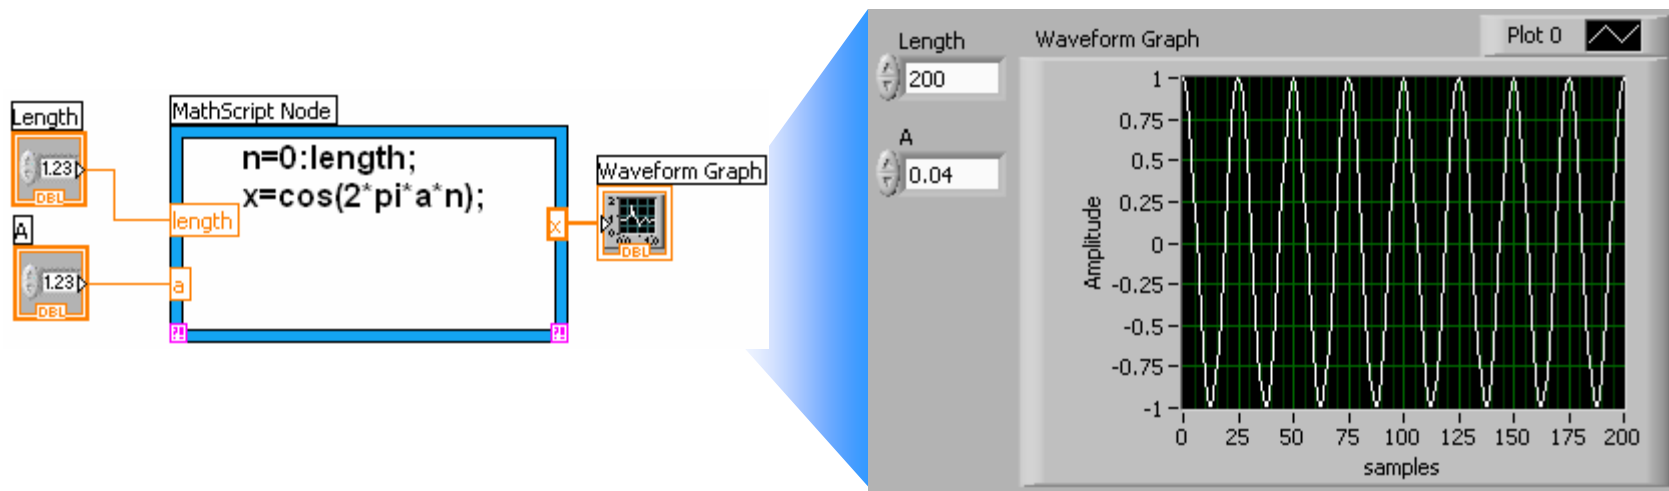 Length
1.23
DBL
A
1.23
DBL
MathScript Node
n=0:length;
x=cos(2*pi*a*n);
length
a
x
?!
?!
Waveform Graph
DBL
Length
200
A
0.04
Waveform Graph
Plot 0
Amplitude
1
0.75
0.5
0.25
0
-0.25
-0.5
-0.75
-1
0 25 50 75 100 125 150 175 200
samples